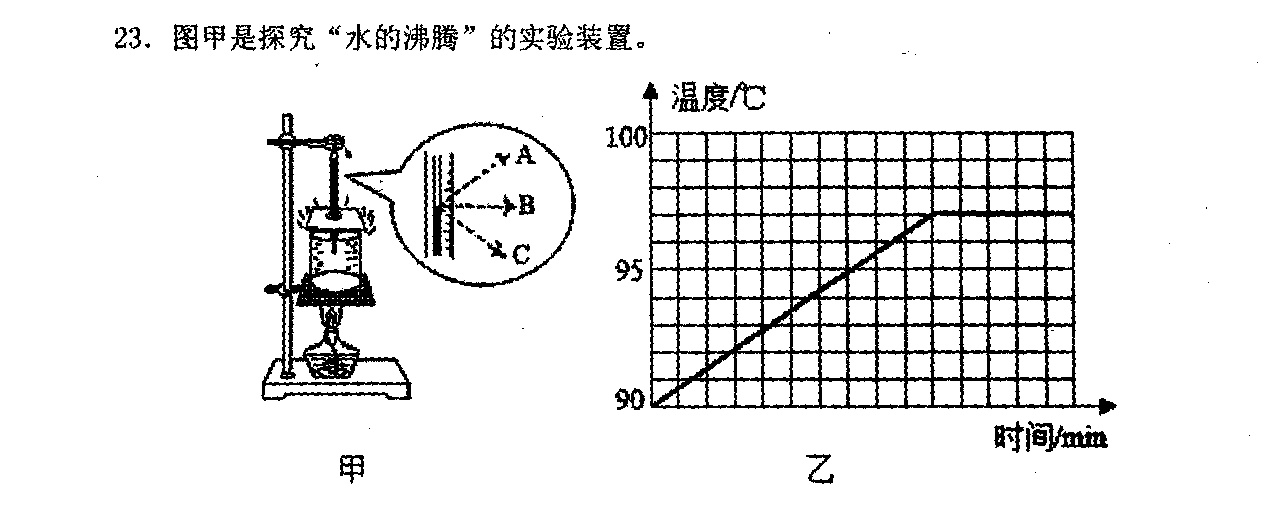 23. 图甲是探究“水的沸腾”的实验装置。
温度/℃
100
A
B
C
95
90
时间/min
甲
乙